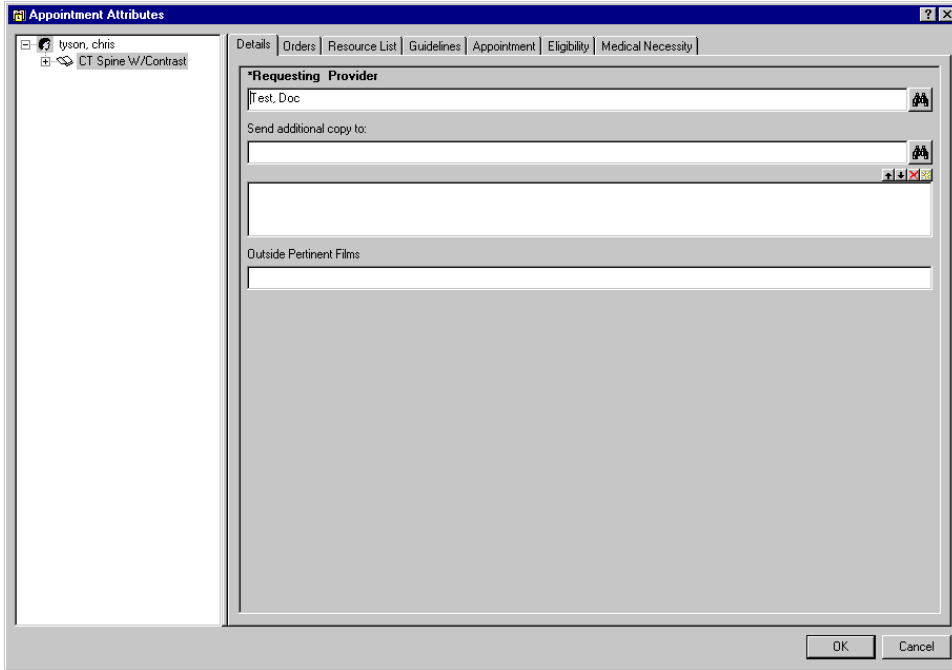 Appointment Attributes
tyson, chris
CT Spine W/Contrast
Details Orders Resource List Guidelines Appointment Eligibility Medical Necessity
*Requesting Provider
Test, Doc
Send additional copy to:
Outside Pertinent Films
OK Cancel